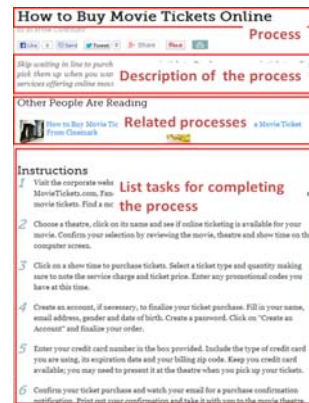 How to Buy Movie Tickets Online
Process
Like 0 Send Tweet 0 Share Pin it
Skip waiting in line to purch
pick them up when you wan
services offering online movi
Description of the process
Other People Are Reading
How to Buy Movie Tic
From Cinemark
Related processes
a Movie Ticket
Instructions
1 Visit the corporate webs
MovieTickets.com, Fan
movie tickets. Find a mo
List tasks for completing
the process
2 Choose a theatre, click on its name and see if online ticketing is available for your
movie. Confirm your selection by reviewing the movie, theatre and show time on the
computer screen.
3 Click on a show time to purchase tickets. Select a ticket type and quantity making
sure to note the service charge and ticket price. Enter any promotional codes you
have at this time.
4 Create an account, if necessary, to finalize your ticket purchase. Fill in your name,
email address, gender and date of birth. Create a password. Click on "Create an
Account" and finalize your order.
5 Enter your credit card number in the box provided. Include the type of credit card
you are using, its expiration date and your billing zip code. Keep you credit card
available; you may need to present it at the theatre when you pick up your tickets.
6 Confirm your ticket purchase and watch your email for a purchase confirmation
notification. Print out your confirmation and take it with you to the movie theatre